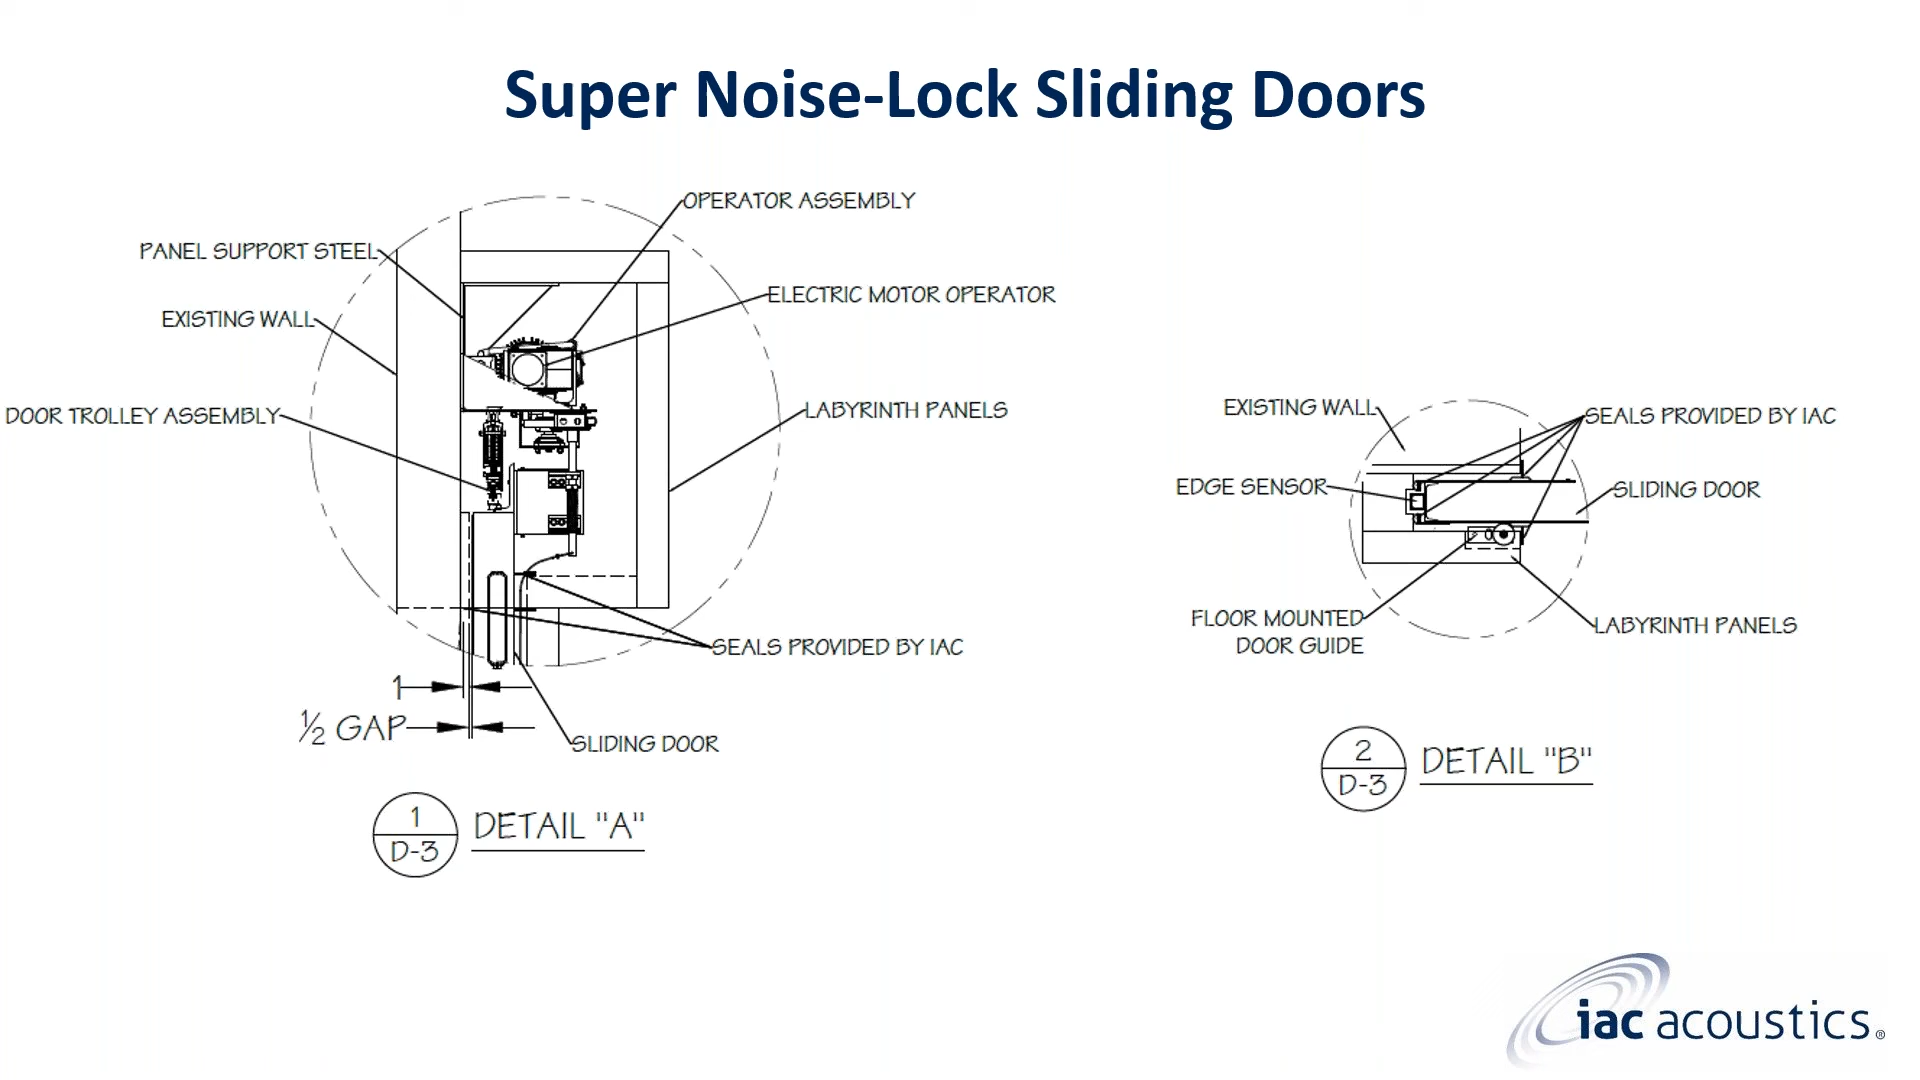 Super Noise-Lock Sliding Doors
OPERATOR ASSEMBLY
PANEL SUPPORT STEEL
ELECTRIC MOTOR OPERATOR
EXISTING WALL
DOOR TROLLEY ASSEMBLY
LABYRINTH PANELS
SEALS PROVIDED BY IAC
1
½ GAP
SLIDING DOOR
1
D-3
DETAIL "A"
EXISTING WALL
SEALS PROVIDED BY IAC
EDGE SENSOR
SLIDING DOOR
FLOOR MOUNTED
DOOR GUIDE
LABYRINTH PANELS
2
D-3
DETAIL "B"
iac acoustics®